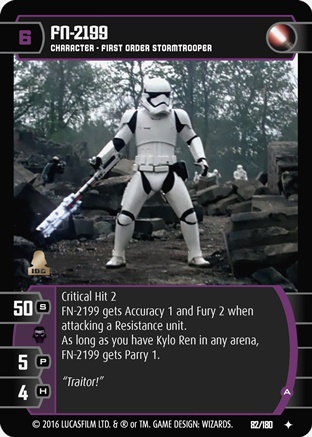 6
FN-2199
CHARACTER - FIRST ORDER STORMTROOPER
IDG
50 S
5 P
4 H
Critical Hit 2
FN-2199 gets Accuracy 1 and Fury 2 when
attacking a Resistance unit.
As long as you have Kylo Ren in any arena,
FN-2199 gets Parry 1.
"Traitor!"
A
© 2016 LUCASFILM LTD. & ® or TM. GAME DESIGN: WIZARDS.
82/180